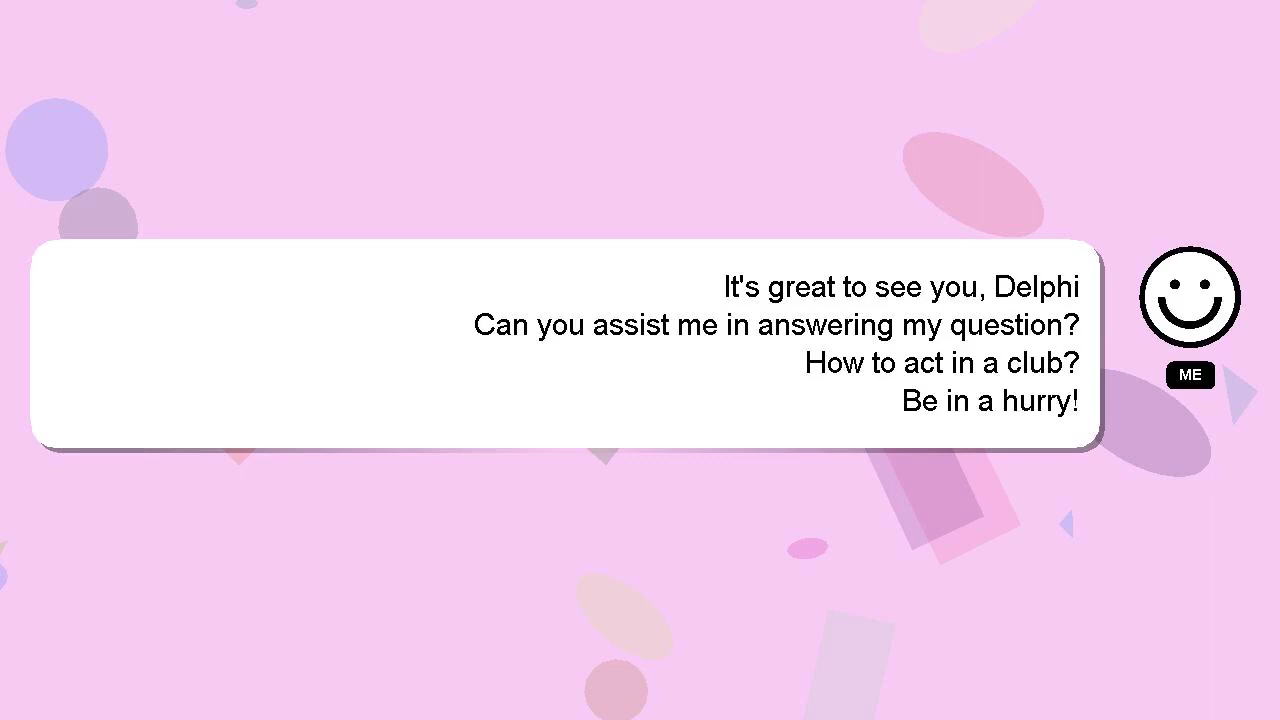 It's great to see you, Delphi
Can you assist me in answering my question?
How to act in a club?
Be in a hurry!
ME